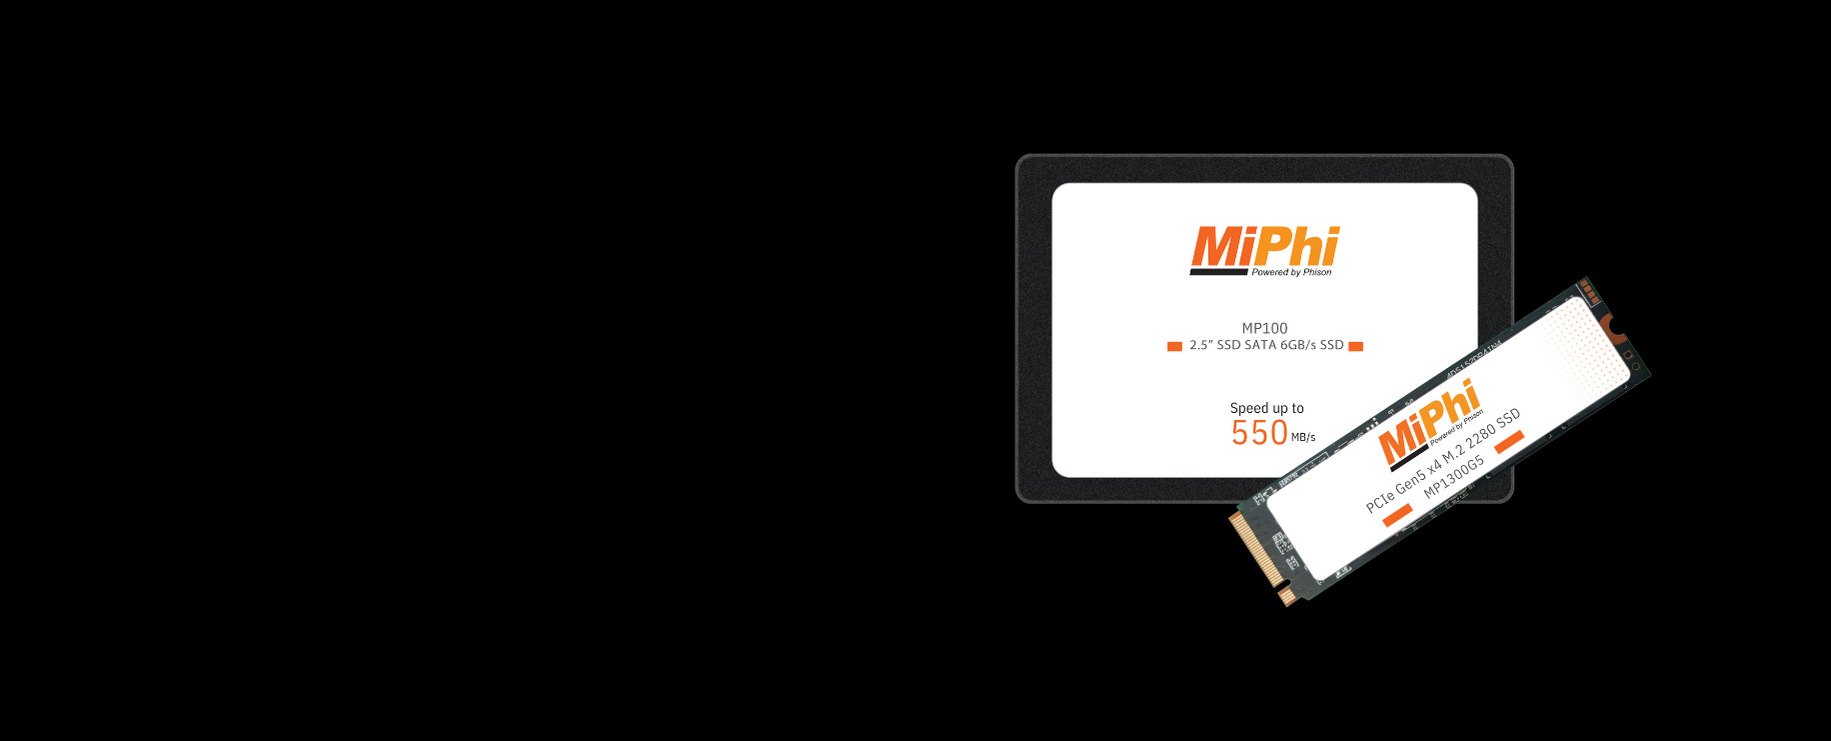 MiPhi
Powered by Phison
MP100
2.5" SSD SATA 6GB/s SSD
Speed up to
550 MB/s
MiPhi
Powered by Phison
PCIe Gen5 x4 M.2 2280 SSD
MP1300G5